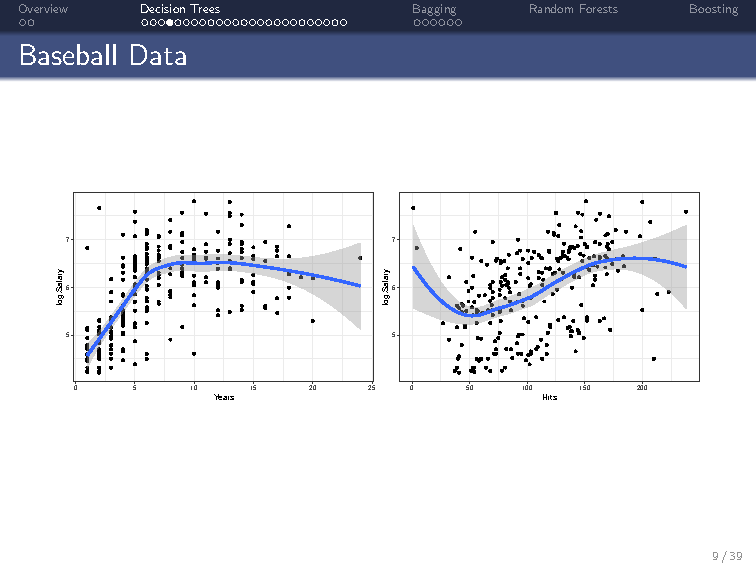 Overview Decision Trees Bagging Random Forests Boosting
Baseball Data
log.Salary
7
6
5
0 5 10 15 20 25
Years
log.Salary
7
6
5
0 50 100 150 200
Hits
9 / 39